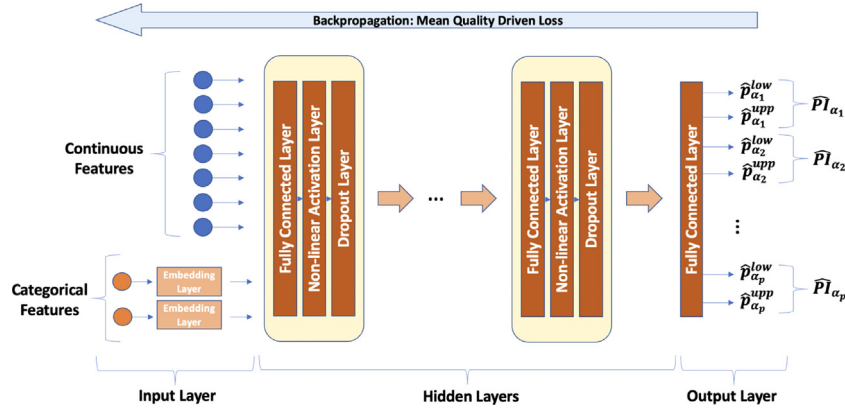 Backpropagation: Mean Quality Driven Loss
Continuous
Features
Categorical
Features
Embedding
Layer
Embedding
Layer
Fully Connected Layer
Non-linear Activation Layer
Dropout Layer
...
Fully Connected Layer
Non-linear Activation Layer
Dropout Layer
Fully Connected Layer
p̂^low_α₁
p̂^upp_α₁
P̂I_α₁
p̂^low_α₂
p̂^upp_α₂
P̂I_α₂
...
p̂^low_αₚ
p̂^upp_αₚ
P̂I_αₚ
Input Layer
Hidden Layers
Output Layer